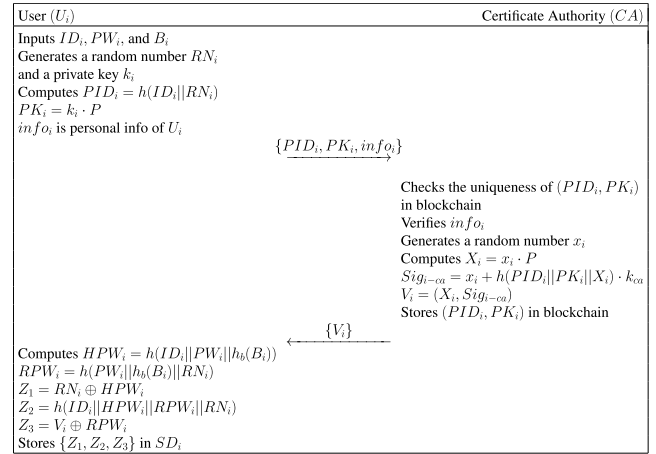 User (U_i)
Certificate Authority (CA)
Inputs ID_i, PW_i, and B_i
Generates a random number RN_i
and a private key k_i
Computes PID_i = h(ID_i||RN_i)
PK_i = k_i · P
info_i is personal info of U_i
{PID_i, PK_i, info_i}
Checks the uniqueness of (PID_i, PK_i)
in blockchain
Verifies info_i
Generates a random number x_i
Computes X_i = x_i · P
Sig_{i−ca} = x_i + h(PID_i||PK_i||X_i) · k_{ca}
V_i = (X_i, Sig_{i−ca})
Stores (PID_i, PK_i) in blockchain
{V_i}
Computes HPW_i = h(ID_i||PW_i||h_b(B_i))
RPW_i = h(PW_i||h_b(B_i)||RN_i)
Z_1 = RN_i ⊕ HPW_i
Z_2 = h(ID_i||HPW_i||RPW_i||RN_i)
Z_3 = V_i ⊕ RPW_i
Stores {Z_1, Z_2, Z_3} in SD_i